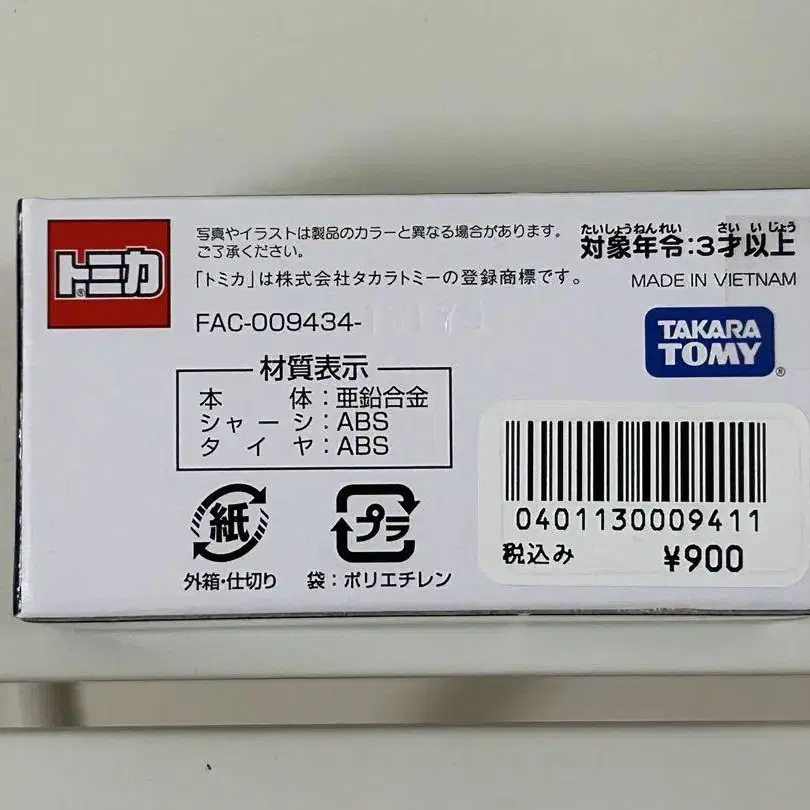 トミカ®
写真やイラストは製品のカラーと異なる場合があります。
ご了承ください。
「トミカ」は株式会社タカラトミーの登録商標です。
FAC-009434-
たいしょうねんれい さい いじょう
対象年令:3才以上
MADE IN VIETNAM
TAKARA
TOMY®
材質表示
本体:亜鉛合金
シャーシ:ABS
タイヤ:ABS
紙
外箱・仕切り
プラ
袋:ポリエチレン
0401130009411
税込み ¥900